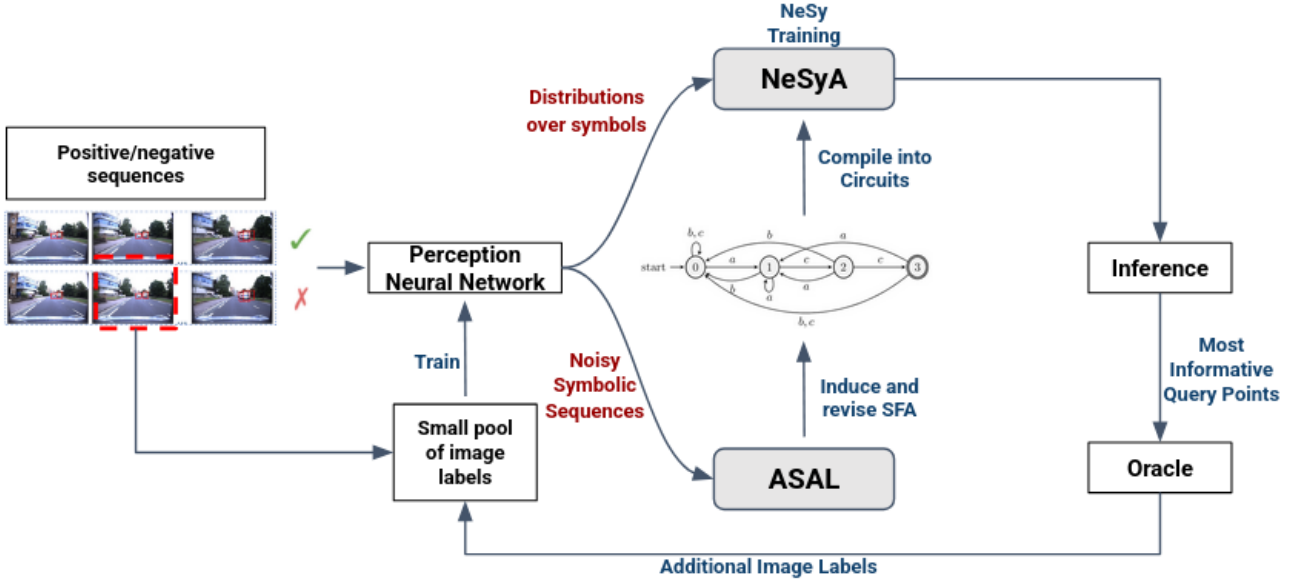 NeSy
Training
NeSyA
Distributions
over symbols
Positive/negative
sequences
Compile into
Circuits
b, c
b
a
start
0
a
1
c
2
c
3
b
a
a
b, c
Perception
Neural Network
Inference
Train
Noisy
Symbolic
Sequences
Most
Informative
Query Points
Induce and
revise SFA
Small pool
of image
labels
ASAL
Oracle
Additional Image Labels